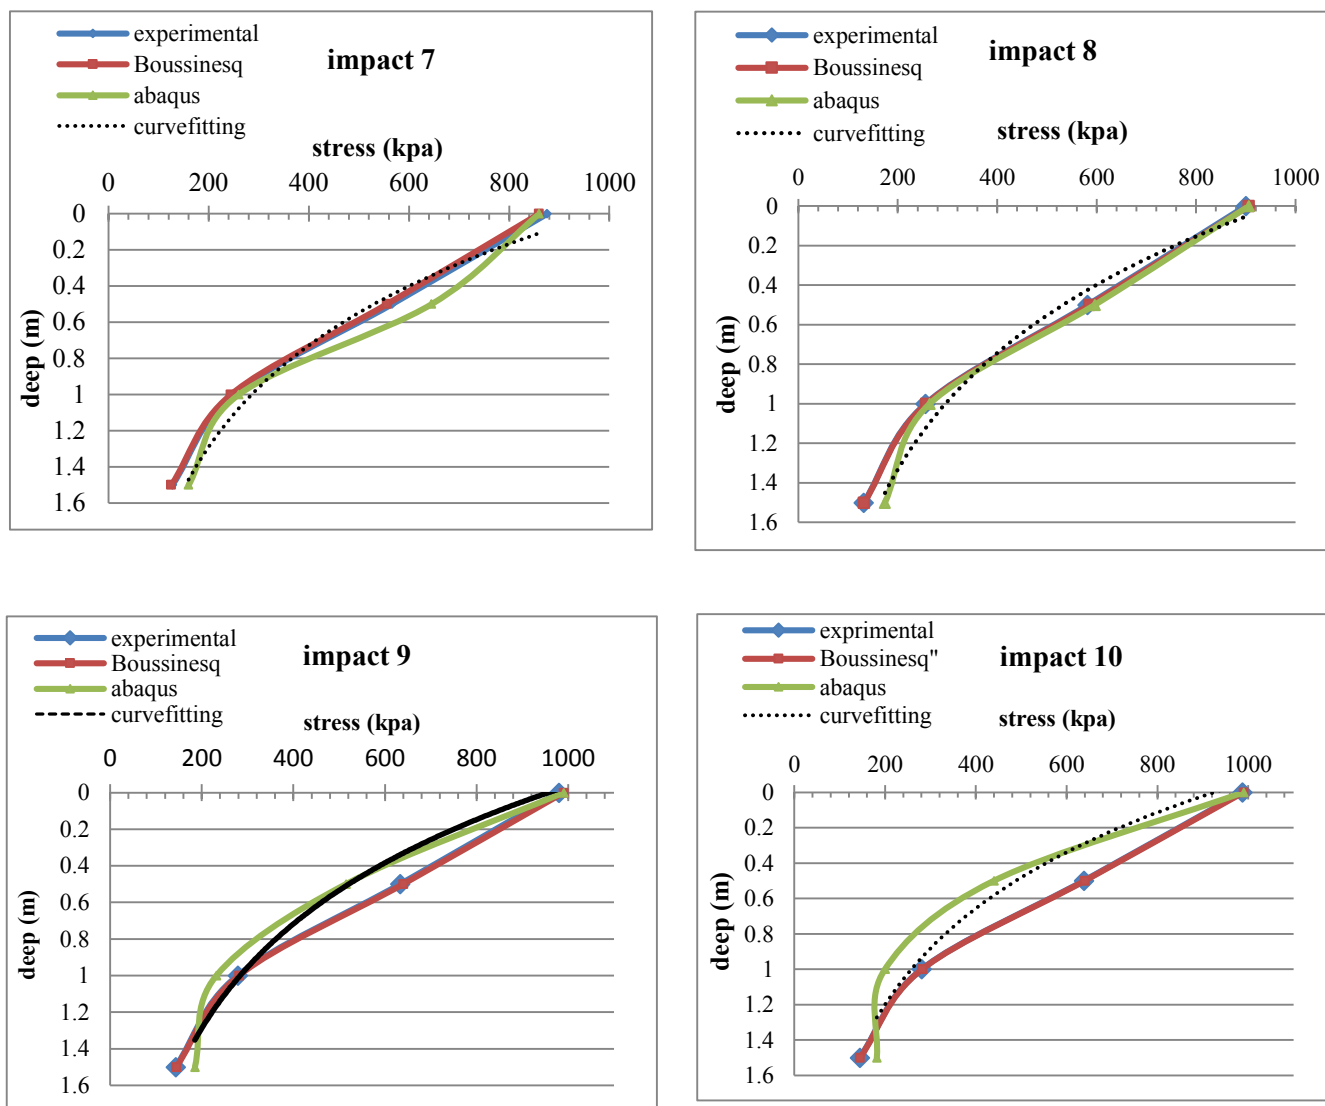 experimental
Boussinesq
abaqus
curvefitting
impact 7
stress (kpa)
0 200 400 600 800 1000
0
0.2
0.4
0.6
0.8
1
1.2
1.4
1.6
deep (m)
experimental
Boussinesq
abaqus
curvefitting
impact 8
stress (kpa)
0 200 400 600 800 1000
0
0.2
0.4
0.6
0.8
1
1.2
1.4
1.6
deep (m)
exprimental
Boussinesq
abaqus
curvefitting
impact 9
stress (kpa)
0 200 400 600 800 1000
0
0.2
0.4
0.6
0.8
1
1.2
1.4
1.6
deep (m)
exprimental
Boussinesq"
abaqus
curvefitting
impact 10
stress (kpa)
0 200 400 600 800 1000
0
0.2
0.4
0.6
0.8
1
1.2
1.4
1.6
deep (m)